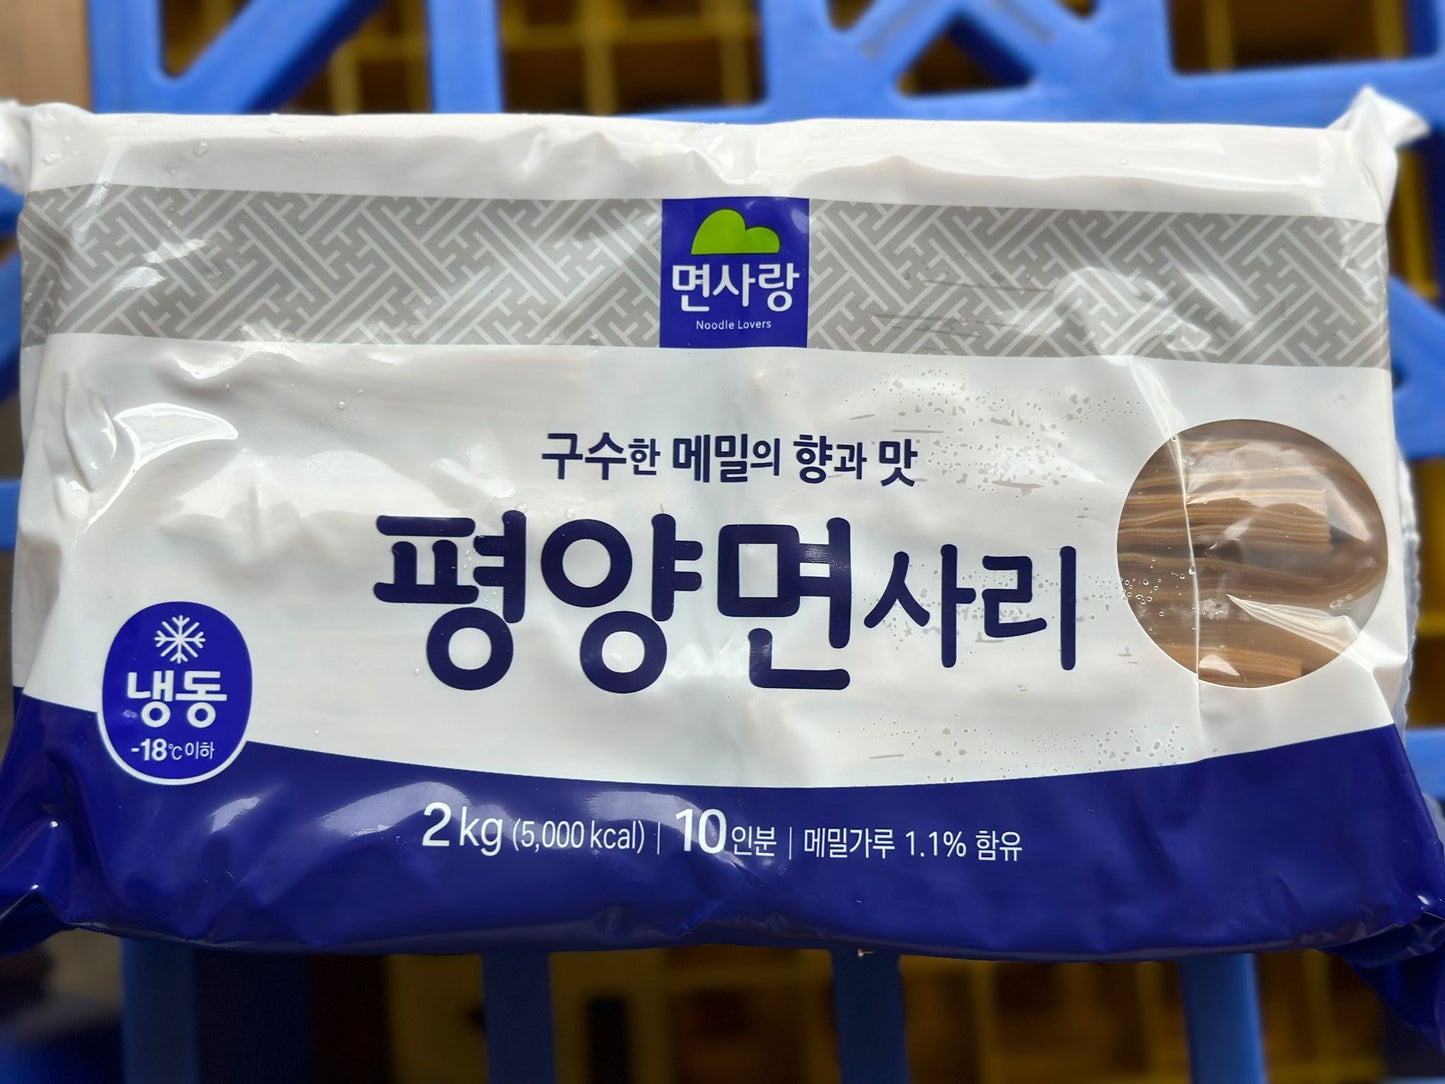 면사랑
Noodle Lovers
구수한 메밀의 향과 맛
평양면사리
냉동
-18℃이하
2kg (5,000 kcal) | 10인분 | 메밀가루 1.1% 함유